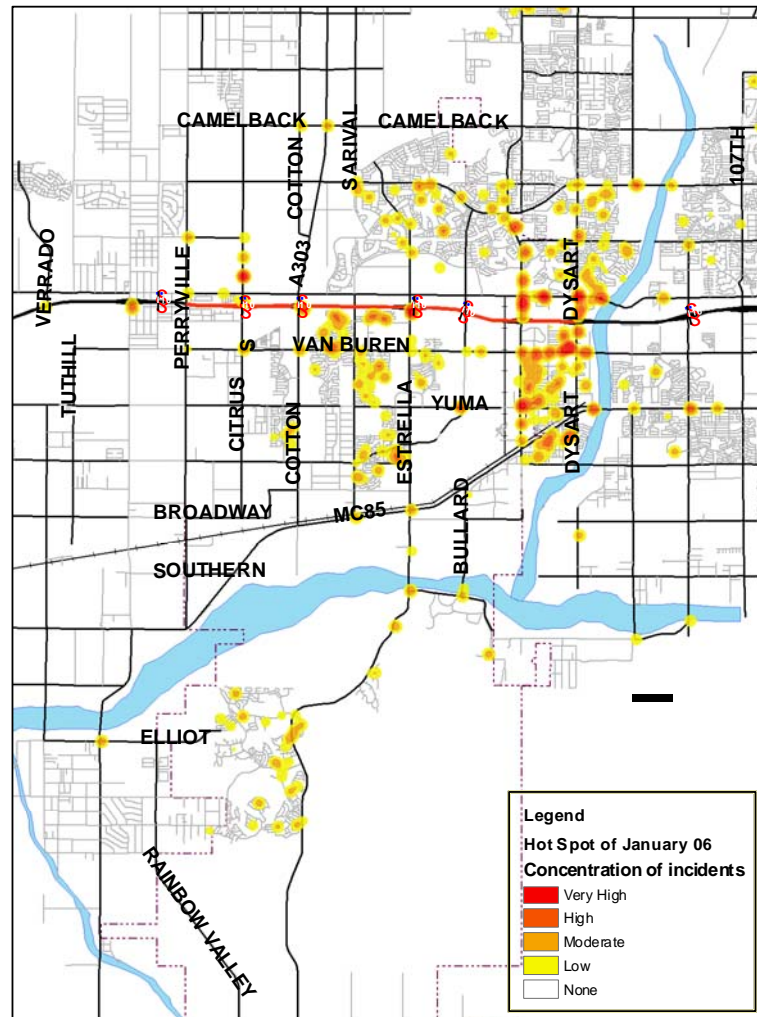 CAMELBACK
CAMELBACK
SARIVAL
COTTON
107TH
A303
DYSART
VERRADO
PERRYVILLE
VAN BUREN
S
TUTHILL
CITRUS
COTTON
YUMA
ESTRELLA
DYSART
BROADWAY
MC85
BULLARD
SOUTHERN
ELLIOT
RAINBOW VALLEY
Legend
Hot Spot of January 06
Concentration of incidents
Very High
High
Moderate
Low
None